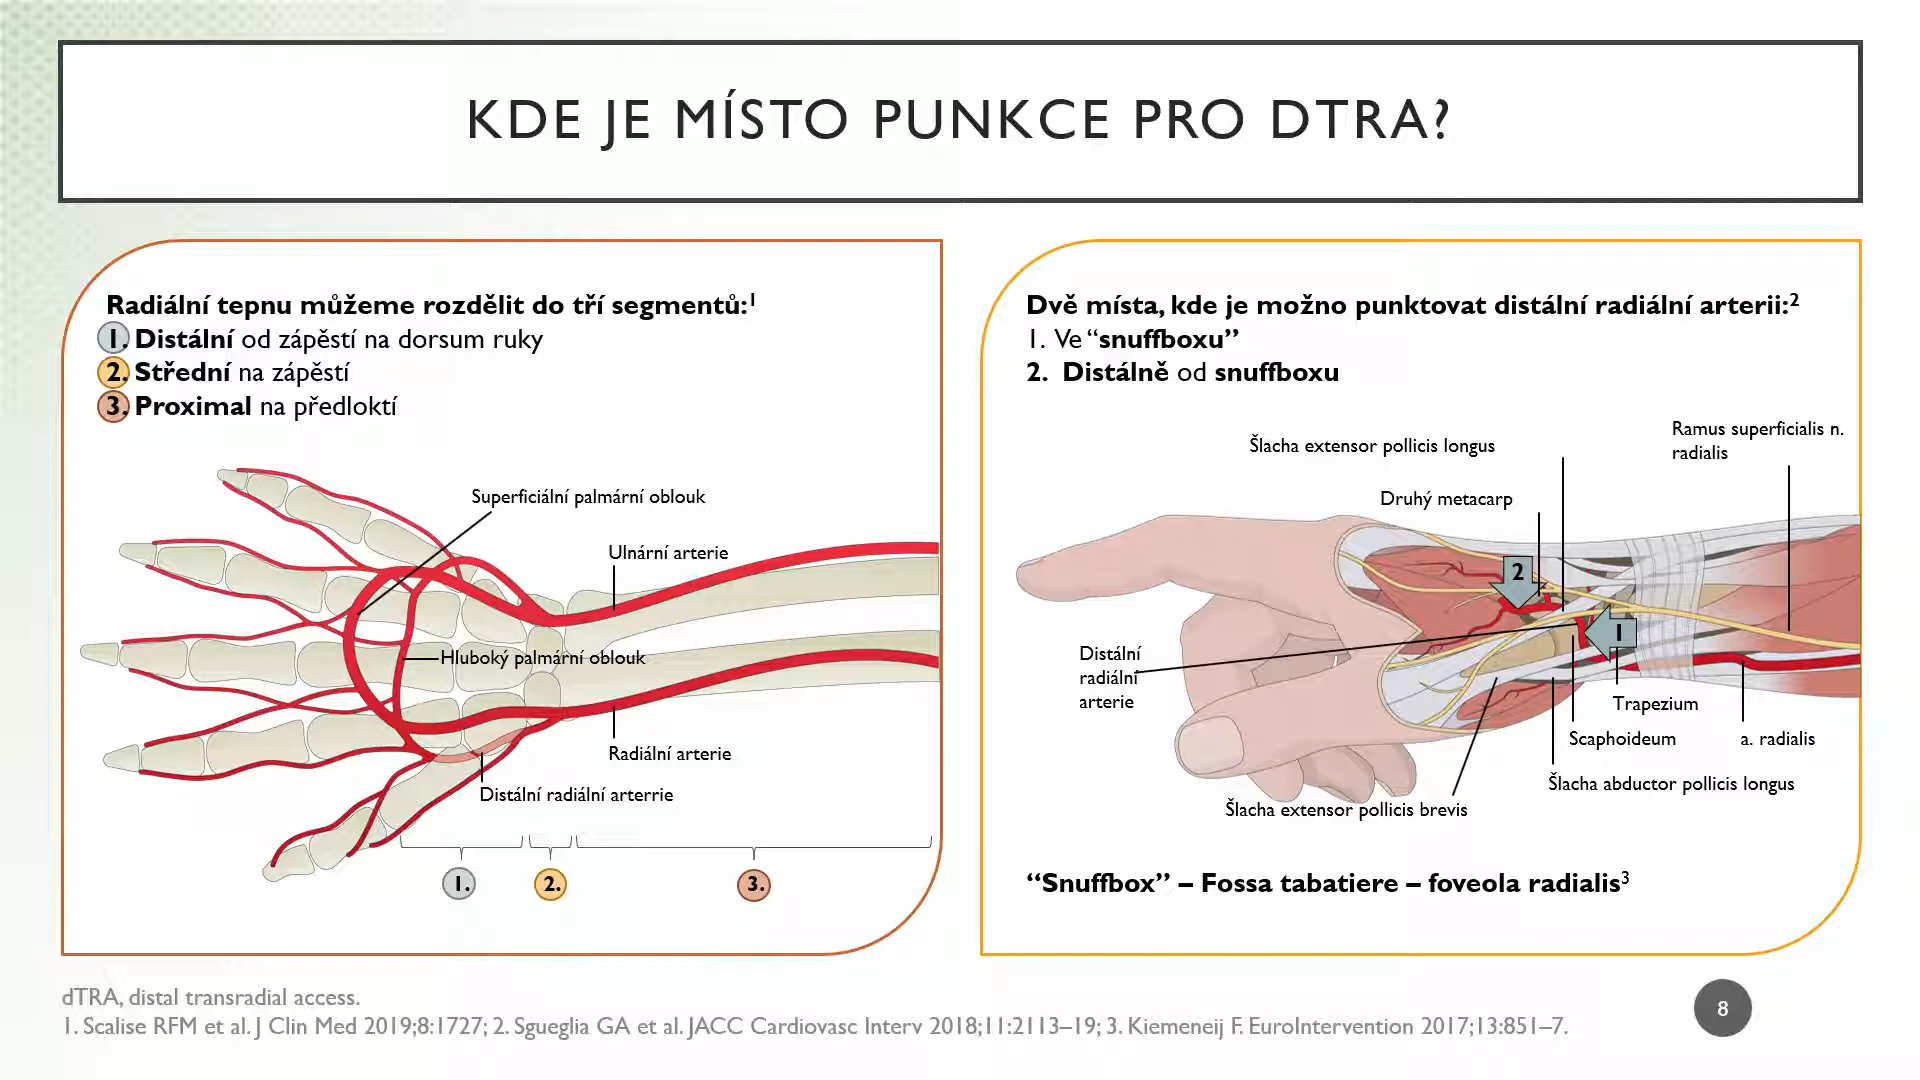 KDE JE MÍSTO PUNKCE PRO DTRA?
Radiální tepnu můžeme rozdělit do tří segmentů:1
1. Distální od zápěstí na dorsum ruky
2. Střední na zápěstí
3. Proximal na předloktí
Superficiální palmární oblouk
Ulnární arterie
Hluboký palmární oblouk
Radiální arterie
Distální radiální arterrie
1.
2.
3.
Dvě místa, kde je možno punktovat distální radiální arterii:2
1. Ve “snuffboxu”
2. Distálně od snuffboxu
Ramus superficialis n.
radialis
Šlacha extensor pollicis longus
Druhý metacarp
2
1
Distální
radiální
arterie
Trapezium
Scaphoideum
a. radialis
Šlacha abductor pollicis longus
Šlacha extensor pollicis brevis
“Snuffbox” – Fossa tabatiere – foveola radialis3
dTRA, distal transradial access.
1. Scalise RFM et al. J Clin Med 2019;8:1727; 2. Sgueglia GA et al. JACC Cardiovasc Interv 2018;11:2113–19; 3. Kiemeneij F. EuroIntervention 2017;13:851–7.
8